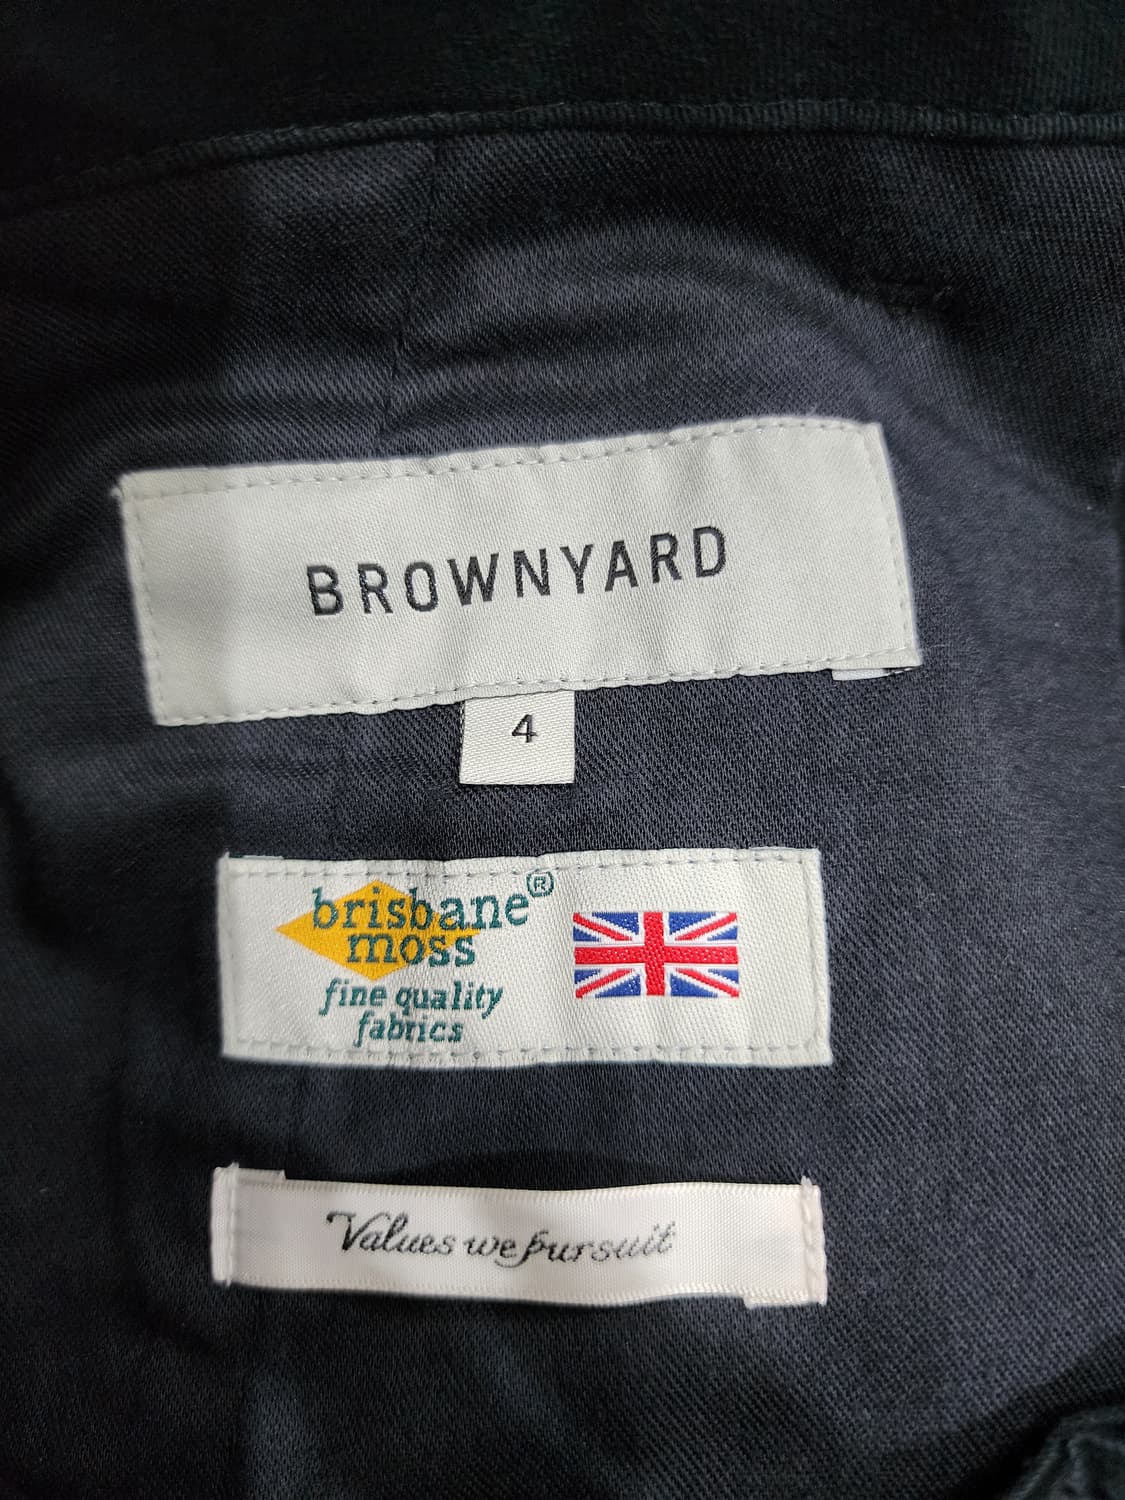 BROWNYARD
4
brisbane®
moss
fine quality
fabrics
Values we pursuit